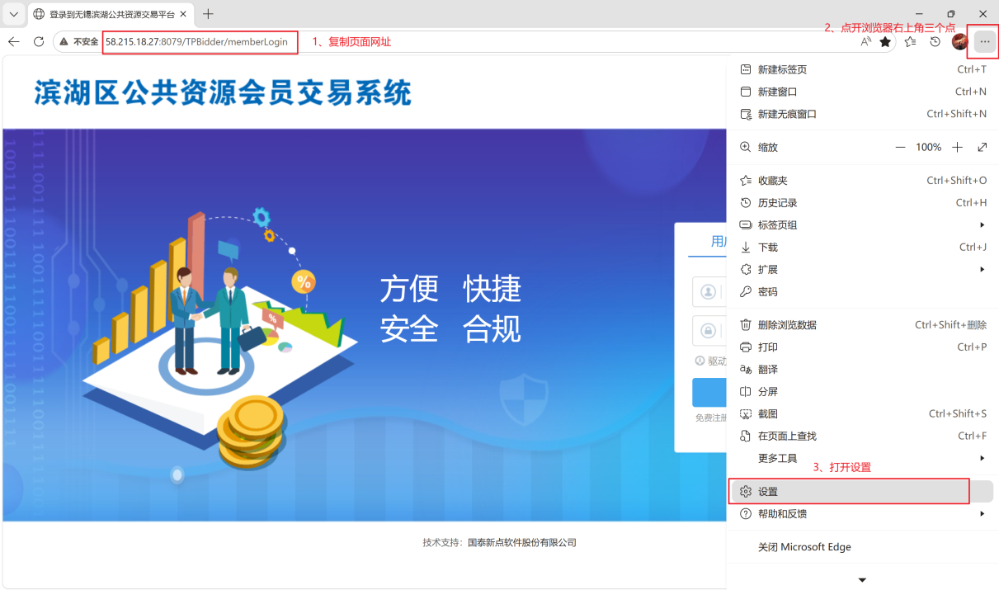 登录到无锡滨湖公共资源交易平台
2、点开浏览器右上角三个点
不安全 58.215.18.27:8079/TPBidder/memberLogin 1、复制页面网址
滨湖区公共资源会员交易系统
方便 快捷
安全 合规
%
%
用
驱动
免费注册
技术支持：国泰新点软件股份有限公司
新建标签页 Ctrl+T
新建窗口 Ctrl+N
新建无痕窗口 Ctrl+Shift+N
缩放 100%
收藏夹 Ctrl+Shift+O
历史记录 Ctrl+H
标签页组
下载 Ctrl+J
扩展
密码
删除浏览数据 Ctrl+Shift+删除
打印 Ctrl+P
翻译
分屏
截图 Ctrl+Shift+S
在页面上查找 Ctrl+F
更多工具
3、打开设置
设置
帮助和反馈
关闭 Microsoft Edge